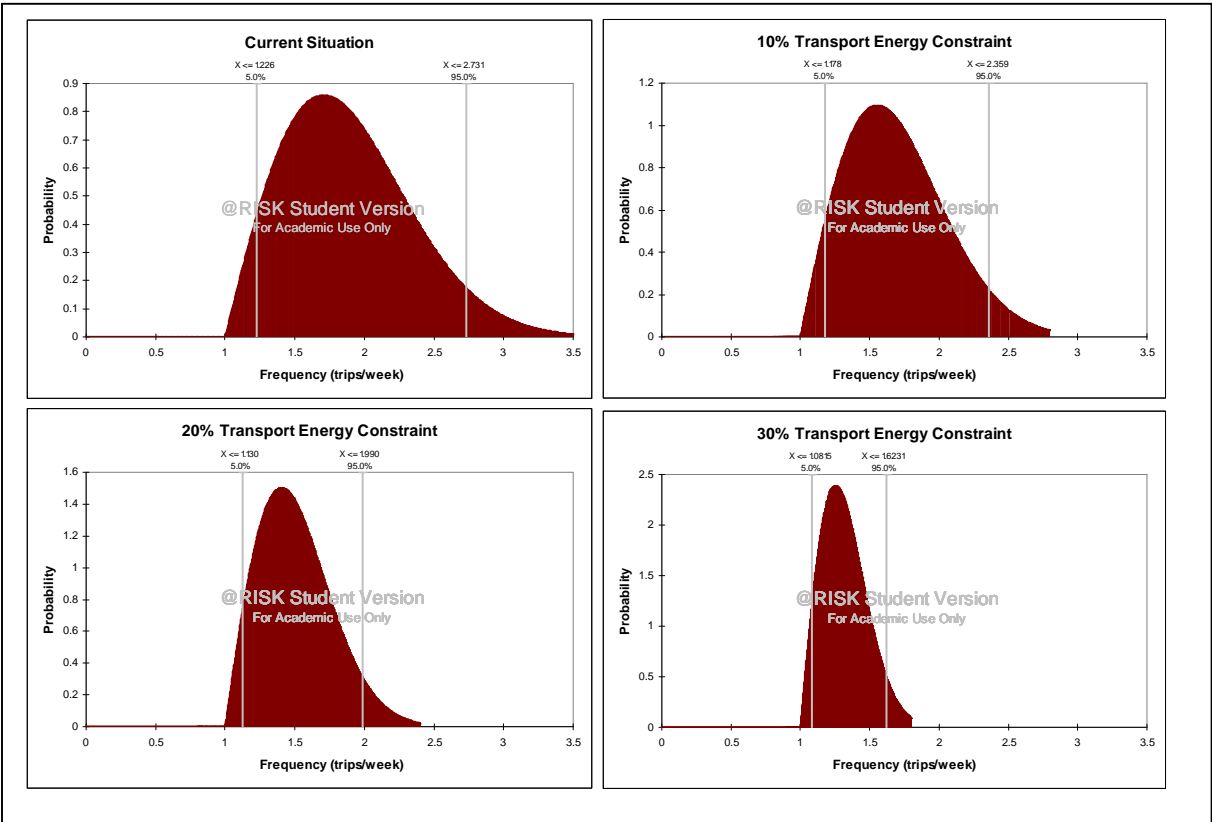 Current Situation
X <= 1.226
5.0%
X <= 2.731
95.0%
0.9
0.8
0.7
0.6
0.5
0.4
0.3
0.2
0.1
0
Probability
@RISK Student Version
For Academic Use Only
0 0.5 1 1.5 2 2.5 3 3.5
Frequency (trips/week)
10% Transport Energy Constraint
X <= 1.178
5.0%
X <= 2.359
95.0%
1.2
1
0.8
0.6
0.4
0.2
0
Probability
@RISK Student Version
For Academic Use Only
0 0.5 1 1.5 2 2.5 3 3.5
Frequency (trips/week)
20% Transport Energy Constraint
X <= 1.130
5.0%
X <= 1.990
95.0%
1.6
1.4
1.2
1
0.8
0.6
0.4
0.2
0
Probability
@RISK Student Version
For Academic Use Only
0 0.5 1 1.5 2 2.5 3 3.5
Frequency (trips/week)
30% Transport Energy Constraint
X <= 1.0815
5.0%
X <= 1.6231
95.0%
2.5
2
1.5
1
0.5
0
Probability
@RISK Student Version
For Academic Use Only
0 0.5 1 1.5 2 2.5 3 3.5
Frequency (trips/week)